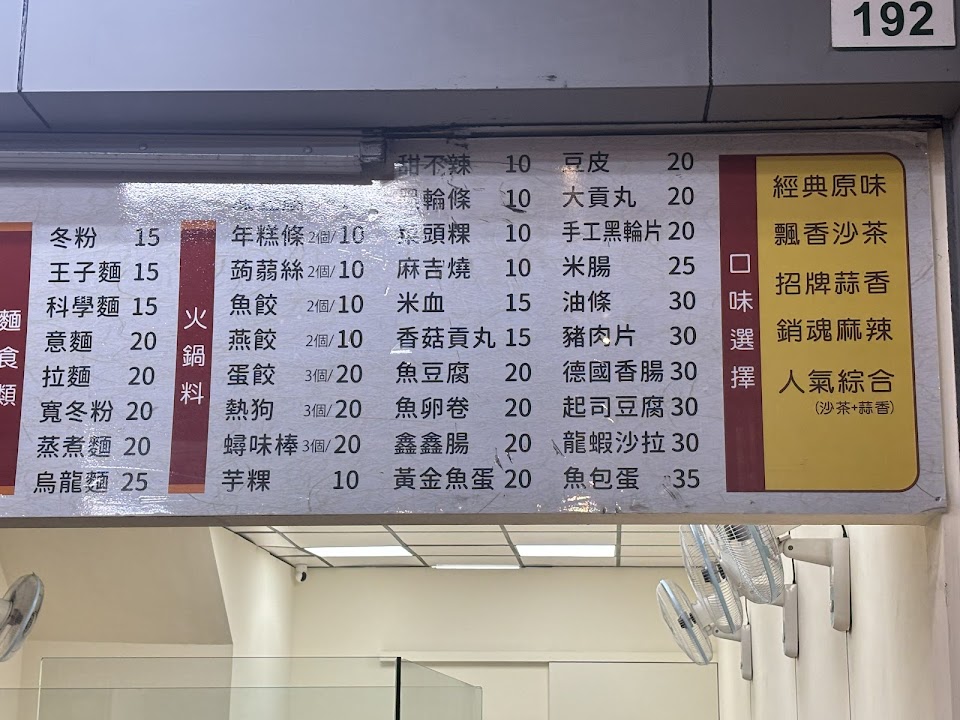 192
麵食類
冬粉 15
王子麵 15
科學麵 15
意麵 20
拉麵 20
寬冬粉 20
蒸煮麵 20
烏龍麵 25
火鍋料
年糕條 2個/10
蒟蒻絲 2個/10
魚餃 2個/10
燕餃 2個/10
蛋餃 3個/20
熱狗 3個/20
蟳味棒 3個/20
芋粿 10
甜不辣 10
輪條 10
菜頭粿 10
麻吉燒 10
米血 15
香菇貢丸 15
魚豆腐 20
魚卵卷 20
鑫鑫腸 20
黃金魚蛋 20
豆皮 20
大貢丸 20
手工黑輪片 20
米腸 25
油條 30
豬肉片 30
德國香腸 30
起司豆腐 30
龍蝦沙拉 30
魚包蛋 35
口味選擇
經典原味
飄香沙茶
招牌蒜香
銷魂麻辣
人氣綜合
(沙茶+蒜香)